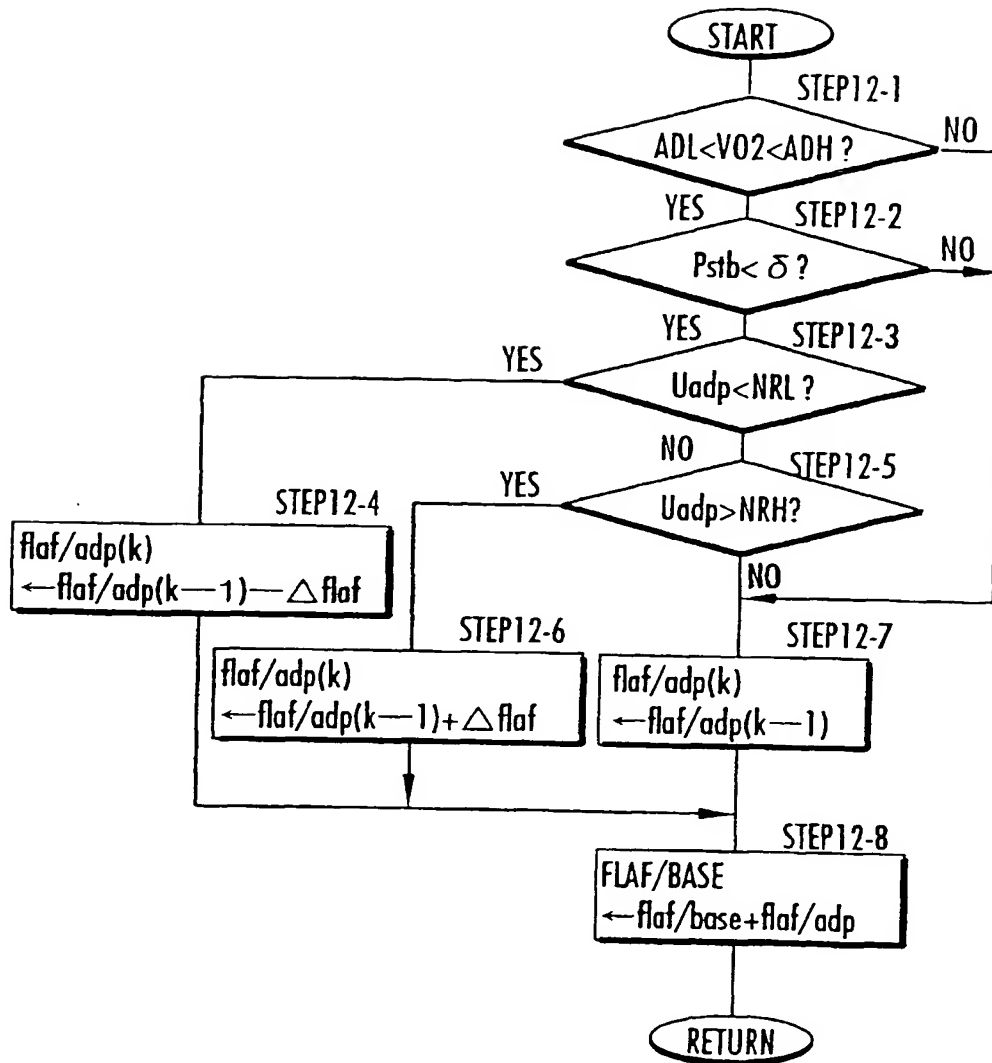 START
STEP12-1
ADL<VO2<ADH?
NO
YES
STEP12-2
Pstb<δ?
NO
YES
STEP12-3
YES
Uadp<NRL?
NO
STEP12-5
YES
Uadp>NRH?
NO
STEP12-4
flaf/adp(k)
←flaf/adp(k—1)—△flaf
STEP12-6
flaf/adp(k)
←flaf/adp(k—1)+△flaf
STEP12-7
flaf/adp(k)
←flaf/adp(k—1)
STEP12-8
FLAF/BASE
←flaf/base+flaf/adp
RETURN